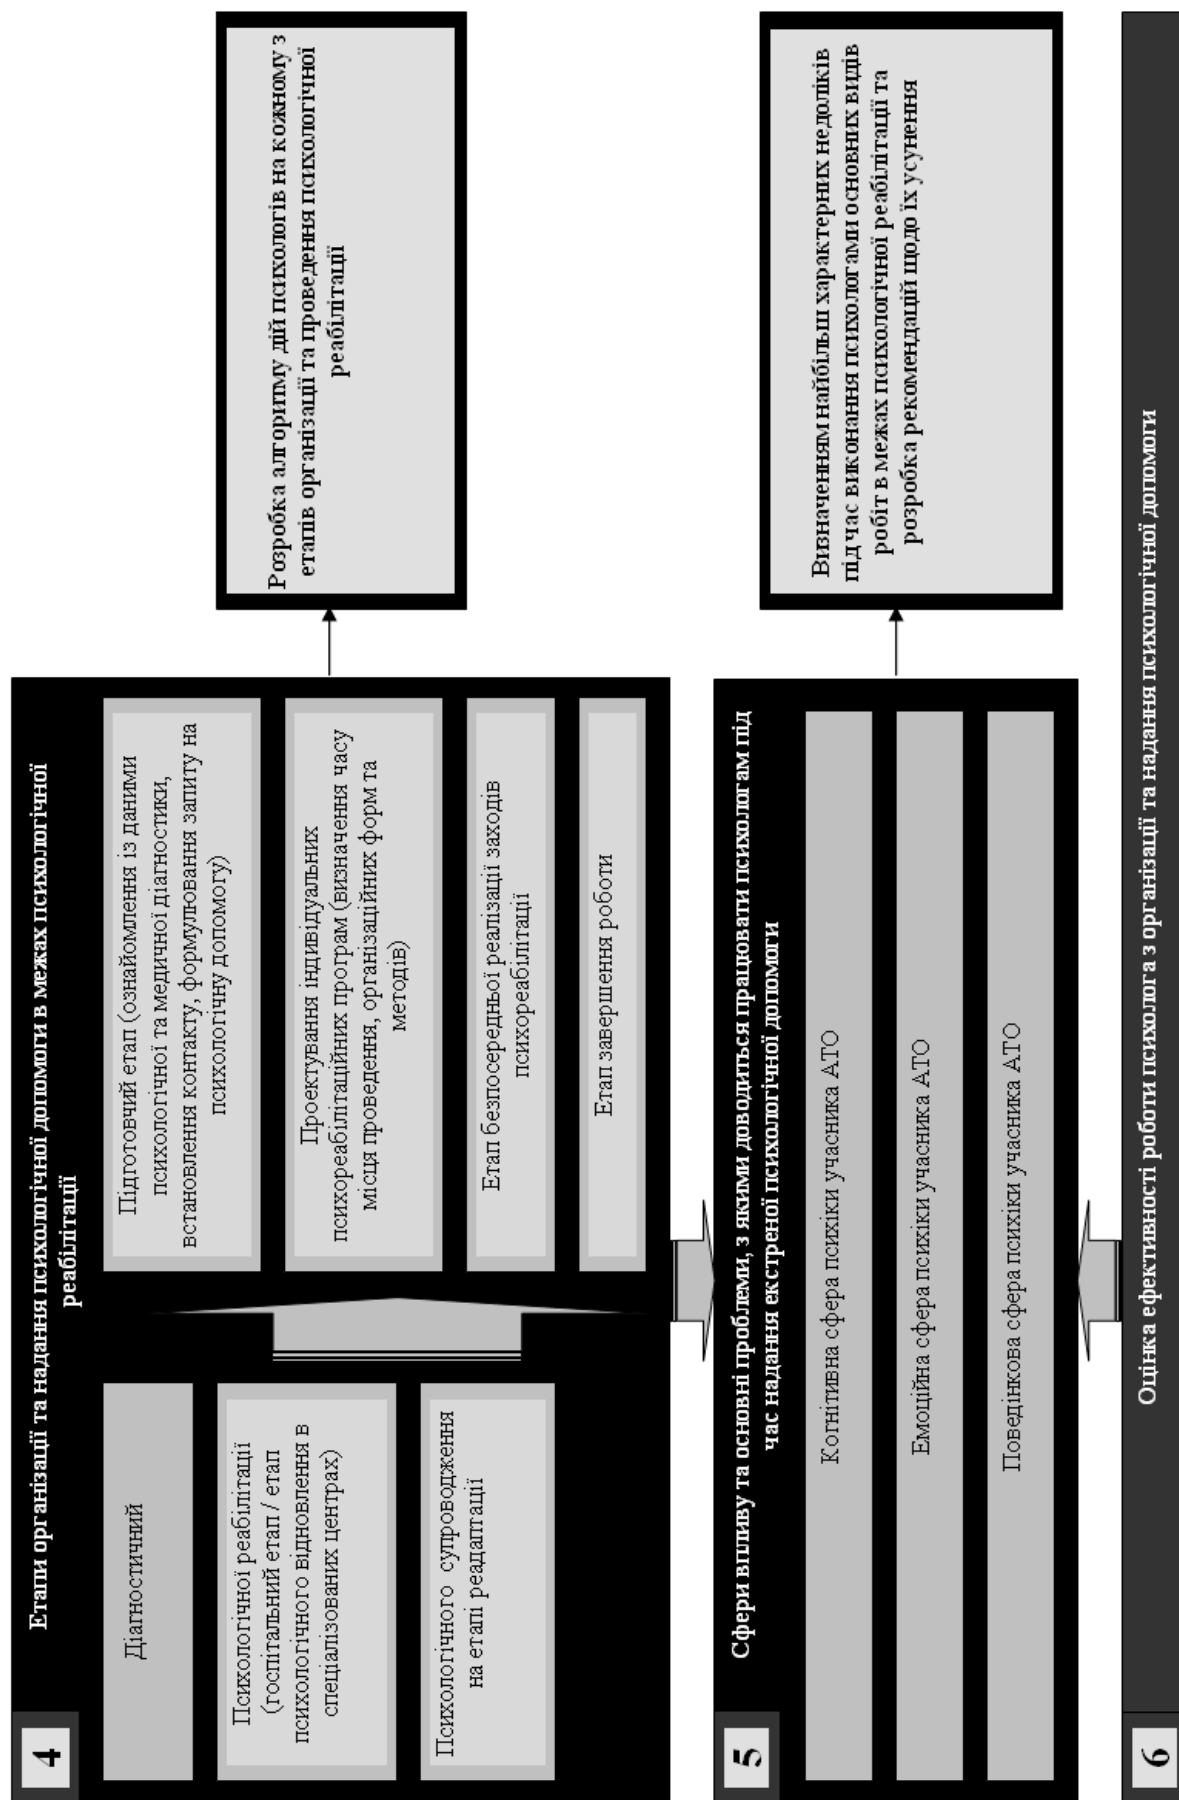 4
Етапи організації та надання психологічної допомоги в межах психологічної
реабілітації
Діагностичний
Психологічної реабілітації
(госпітальний етап / етап
психологічного відновлення в
спеціалізованих центрах)
Психологічного супроводження
на етапі реадаптації
Підготовчий етап (ознайомлення із даними
психологічної та медичної діагностики,
встановлення контакту, формулювання запиту на
психологічну допомогу)
Проектування індивідуальних
психореабілітаційних програм (визначення часу
місця проведення, організаційних форм та
методів)
Етап безпосередньої реалізації заходів
психореабілітації
Етап завершення роботи
Розробка алгоритму дій психологів на кожному з
етапів організації та проведення психологічної
реабілітації
5
Сфери впливу та основні проблеми, з якими доводиться працювати психологам під
час надання екстреної психологічної допомоги
Когнітивна сфера психіки учасника АТО
Емоційна сфера психіки учасника АТО
Поведінкова сфера психіки учасника АТО
Визначенням найбільш характерних недоліків
під час виконання психологами основних видів
робіт в межах психологічної реабілітації та
розробка рекомендацій щодо їх усунення
6
Оцінка ефективності роботи психолога з організації та надання психологічної допомоги